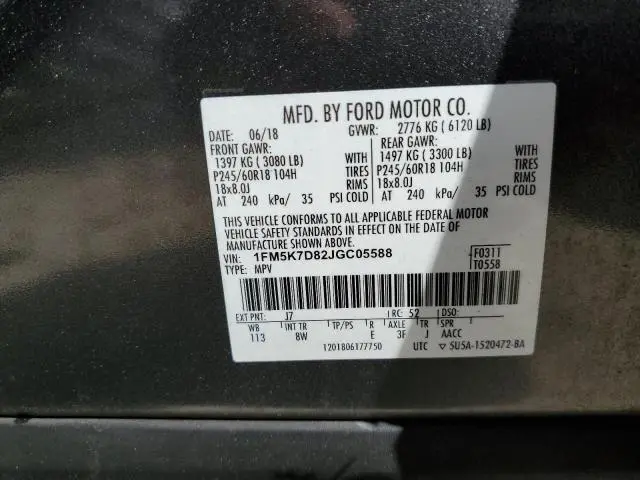 MFD. BY FORD MOTOR CO.
DATE: 06/18 GVWR: 2776 KG ( 6120 LB)
FRONT GAWR: REAR GAWR:
1397 KG ( 3080 LB) WITH 1497 KG ( 3300 LB) WITH
P245/60R18 104H TIRES P245/60R18 104H TIRES
18x8.0J RIMS 18x8.0J RIMS
AT 240 kPa/ 35 PSI COLD AT 240 kPa/ 35 PSI COLD
THIS VEHICLE CONFORMS TO ALL APPLICABLE FEDERAL MOTOR
VEHICLE SAFETY STANDARDS IN EFFECT ON THE DATE OF
MANUFACTURE SHOWN ABOVE.
VIN: 1FM5K7D82JGC05588 F0311
TYPE: MPV T0558
EXT PNT: J7 RC: 52 DSO:
WB INT TR TP/PS R AXLE TR SPR
113 8W E 3F J AACC
1201806177750 UTC ▽ 5U5A-1520472-BA